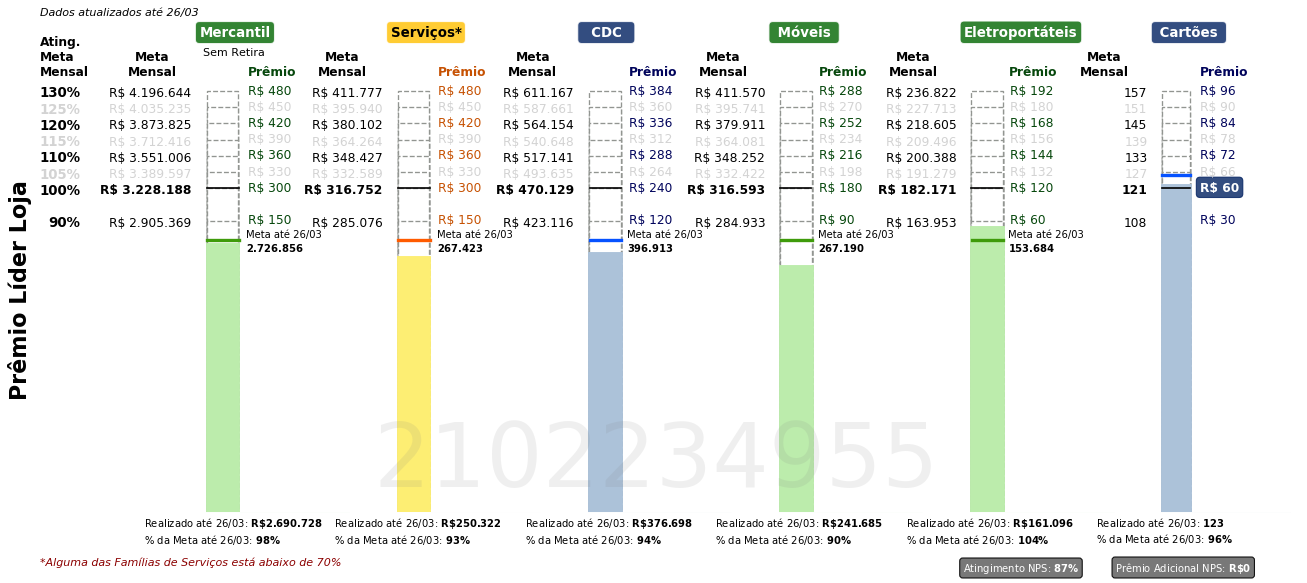 Dados atualizados até 26/03
Mercantil Serviços* CDC Móveis Eletroportáteis Cartões
Sem Retira
Ating. Meta Mensal Meta Mensal Prêmio Meta Mensal Prêmio Meta Mensal Prêmio Meta Mensal Prêmio Meta Mensal Prêmio Meta Mensal Prêmio
130% R$ 4.196.644 R$ 480 R$ 411.777 R$ 480 R$ 611.167 R$ 384 R$ 411.570 R$ 288 R$ 236.822 R$ 192 157 R$ 96
125% R$ 4.035.235 R$ 450 R$ 395.940 R$ 450 R$ 587.661 R$ 360 R$ 395.741 R$ 270 R$ 227.713 R$ 180 151 R$ 90
120% R$ 3.873.825 R$ 420 R$ 380.102 R$ 420 R$ 564.154 R$ 336 R$ 379.911 R$ 252 R$ 218.605 R$ 168 145 R$ 84
115% R$ 3.712.416 R$ 390 R$ 364.264 R$ 390 R$ 540.648 R$ 312 R$ 364.081 R$ 234 R$ 209.496 R$ 156 139 R$ 78
110% R$ 3.551.006 R$ 360 R$ 348.427 R$ 360 R$ 517.141 R$ 288 R$ 348.252 R$ 216 R$ 200.388 R$ 144 133 R$ 72
105% R$ 3.389.597 R$ 330 R$ 332.589 R$ 330 R$ 493.635 R$ 264 R$ 332.422 R$ 198 R$ 191.279 R$ 132 127 R$ 66
100% R$ 3.228.188 R$ 300 R$ 316.752 R$ 300 R$ 470.129 R$ 240 R$ 316.593 R$ 180 R$ 182.171 R$ 120 121 R$ 60
90% R$ 2.905.369 R$ 150 R$ 285.076 R$ 150 R$ 423.116 R$ 120 R$ 284.933 R$ 90 R$ 163.953 R$ 60 108 R$ 30
Meta até 26/03 Meta até 26/03 Meta até 26/03 Meta até 26/03 Meta até 26/03
2.726.856 267.423 396.913 267.190 153.684
Prêmio Líder Loja
2102234955
Realizado até 26/03: R$2.690.728 Realizado até 26/03: R$250.322 Realizado até 26/03: R$376.698 Realizado até 26/03: R$241.685 Realizado até 26/03: R$161.096 Realizado até 26/03: 123
% da Meta até 26/03: 98% % da Meta até 26/03: 93% % da Meta até 26/03: 94% % da Meta até 26/03: 90% % da Meta até 26/03: 104% % da Meta até 26/03: 96%
*Alguma das Famílias de Serviços está abaixo de 70% Atingimento NPS: 87% Prêmio Adicional NPS: R$0